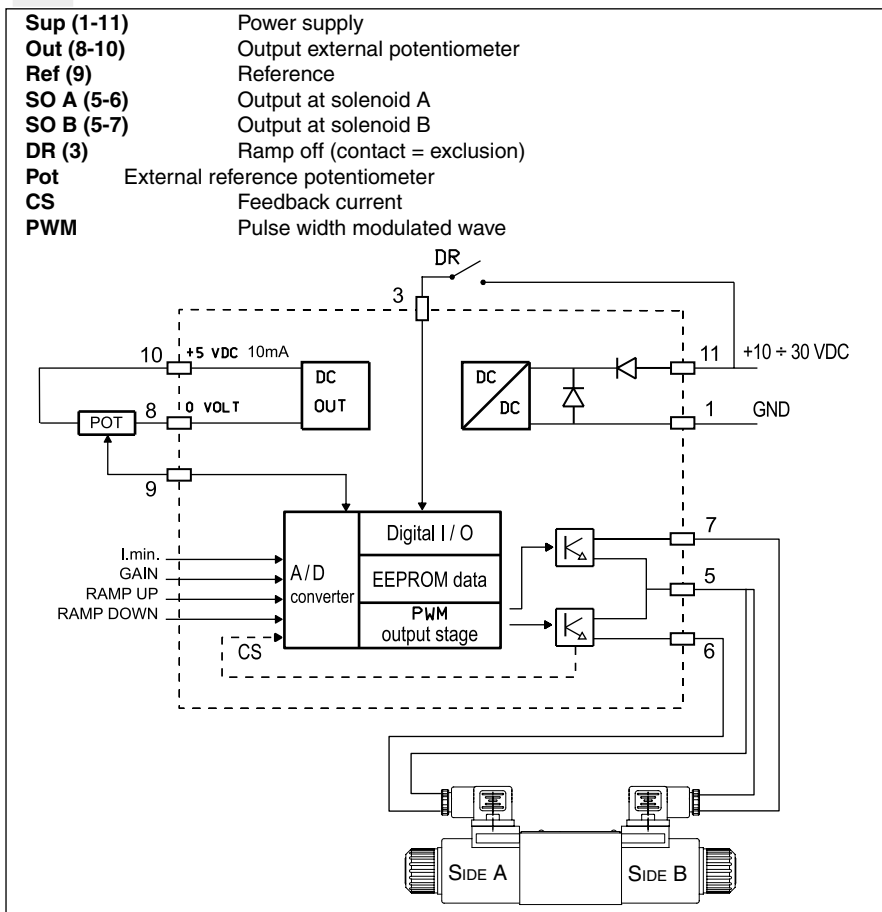 Sup (1-11) Power supply
Out (8-10) Output external potentiometer
Ref (9) Reference
SO A (5-6) Output at solenoid A
SO B (5-7) Output at solenoid B
DR (3) Ramp off (contact = exclusion)
Pot External reference potentiometer
CS Feedback current
PWM Pulse width modulated wave
DR
3
10 +5 VDC 10mA
DC
OUT
DC
DC
11 +10 ÷ 30 VDC
POT 8 0 VOLT
1 GND
9
I.min.
GAIN
RAMP UP
RAMP DOWN
A/D
converter
Digital I / O
EEPROM data
PWM
output stage
CS
7
5
6
SIDE A
SIDE B